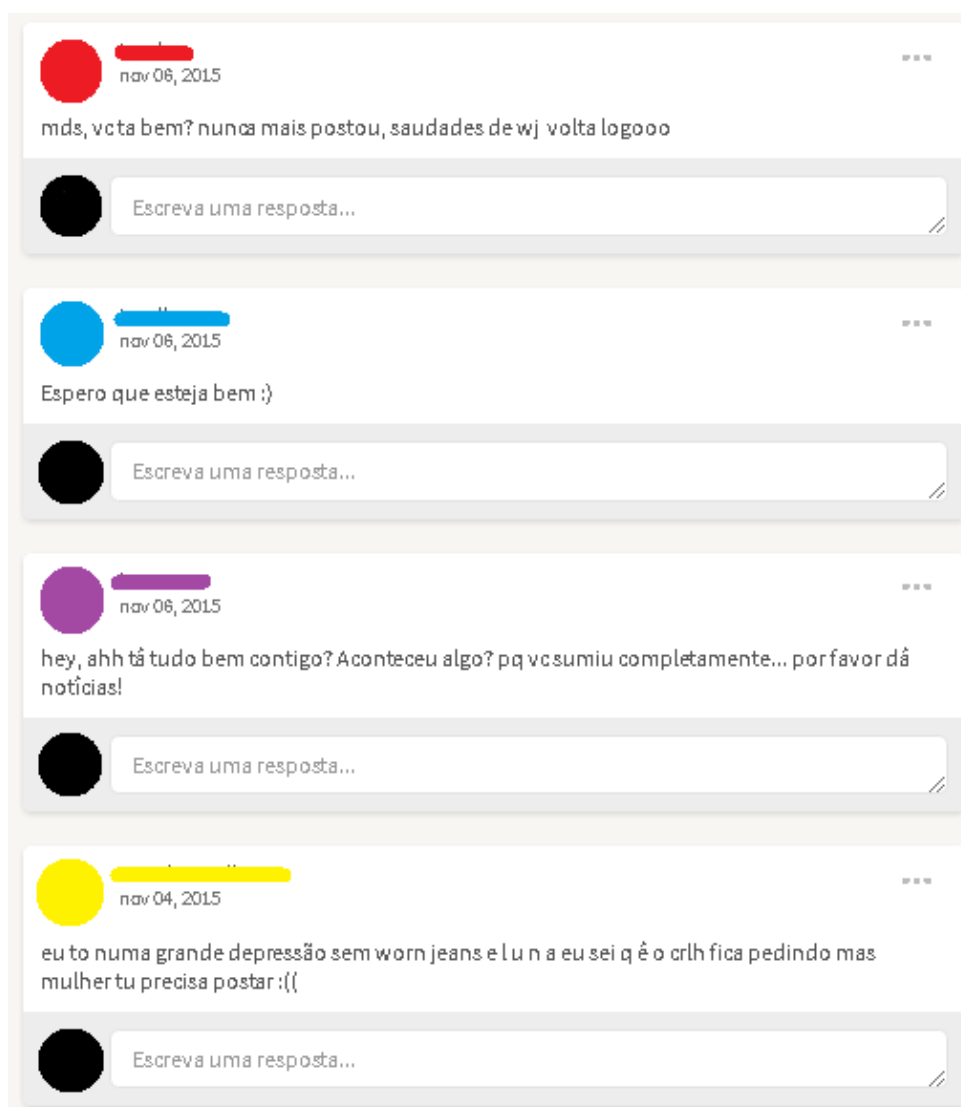 nov 06, 2015
mds, vc ta bem? nunca mais postou, saudades de wj volta logooo
Escreva uma resposta...
nov 06, 2015
Espero que esteja bem :)
Escreva uma resposta...
nov 06, 2015
hey, ahh tá tudo bem contigo? Aconteceu algo? pq vc sumiu completamente... por favor dá
notícias!
Escreva uma resposta...
nov 04, 2015
eu to numa grande depressão sem worn jeans e l u n a eu sei q é o crlh fica pedindo mas
mulher tu precisa postar :((
Escreva uma resposta...